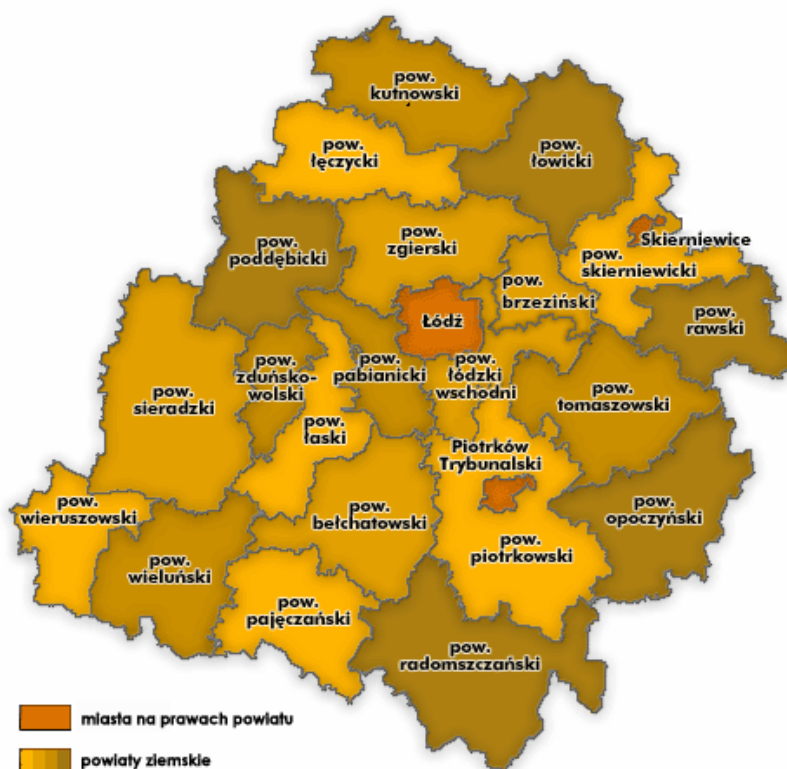 pow.
kutnowski
pow.
łęczycki
pow.
łowicki
pow.
zgierski
pow.
poddębicki
Skierniewice
pow.
skierniewicki
pow.
brzeziński
pow.
rawski
Łódź
pow.
sieradzki
pow.
zduńsko-
wolski
pow.
pabianicki
pow.
łódzki
wschodni
pow.
tomaszowski
pow.
łaski
Piotrków
Trybunalski
pow.
wieruszowski
pow.
bełchatowski
pow.
opoczyński
pow.
piotrkowski
pow.
wieluński
pow.
pajęczański
pow.
radomszczański
miasta na prawach powiatu
powiaty ziemskie